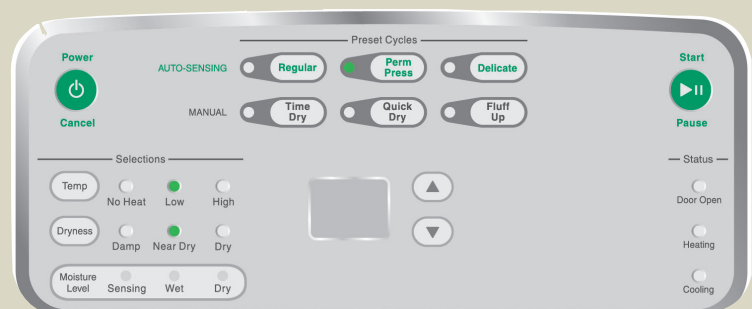 Preset Cycles
Power
AUTO-SENSING
Regular
Perm
Press
Delicate
Start
Cancel
MANUAL
Time
Dry
Quick
Dry
Fluff
Up
Pause
Selections
Status
Temp
No Heat
Low
High
Door Open
Dryness
Damp
Near Dry
Dry
Heating
Moisture
Level
Sensing
Wet
Dry
Cooling